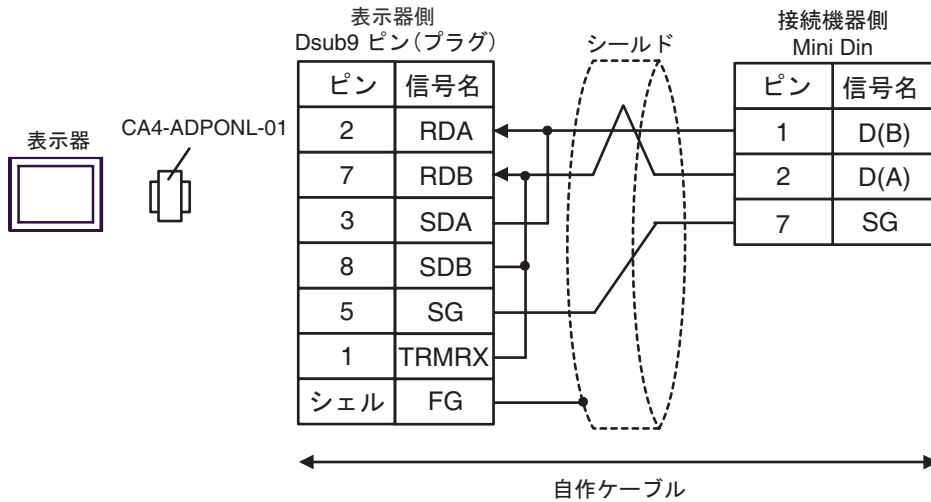 表示器側
Dsub9 ピン(プラグ)
シールド
接続機器側
Mini Din
表示器
CA4-ADPONL-01
ピン 信号名
2 RDA
7 RDB
3 SDA
8 SDB
5 SG
1 TRMRX
シェル FG
ピン 信号名
1 D(B)
2 D(A)
7 SG
自作ケーブル